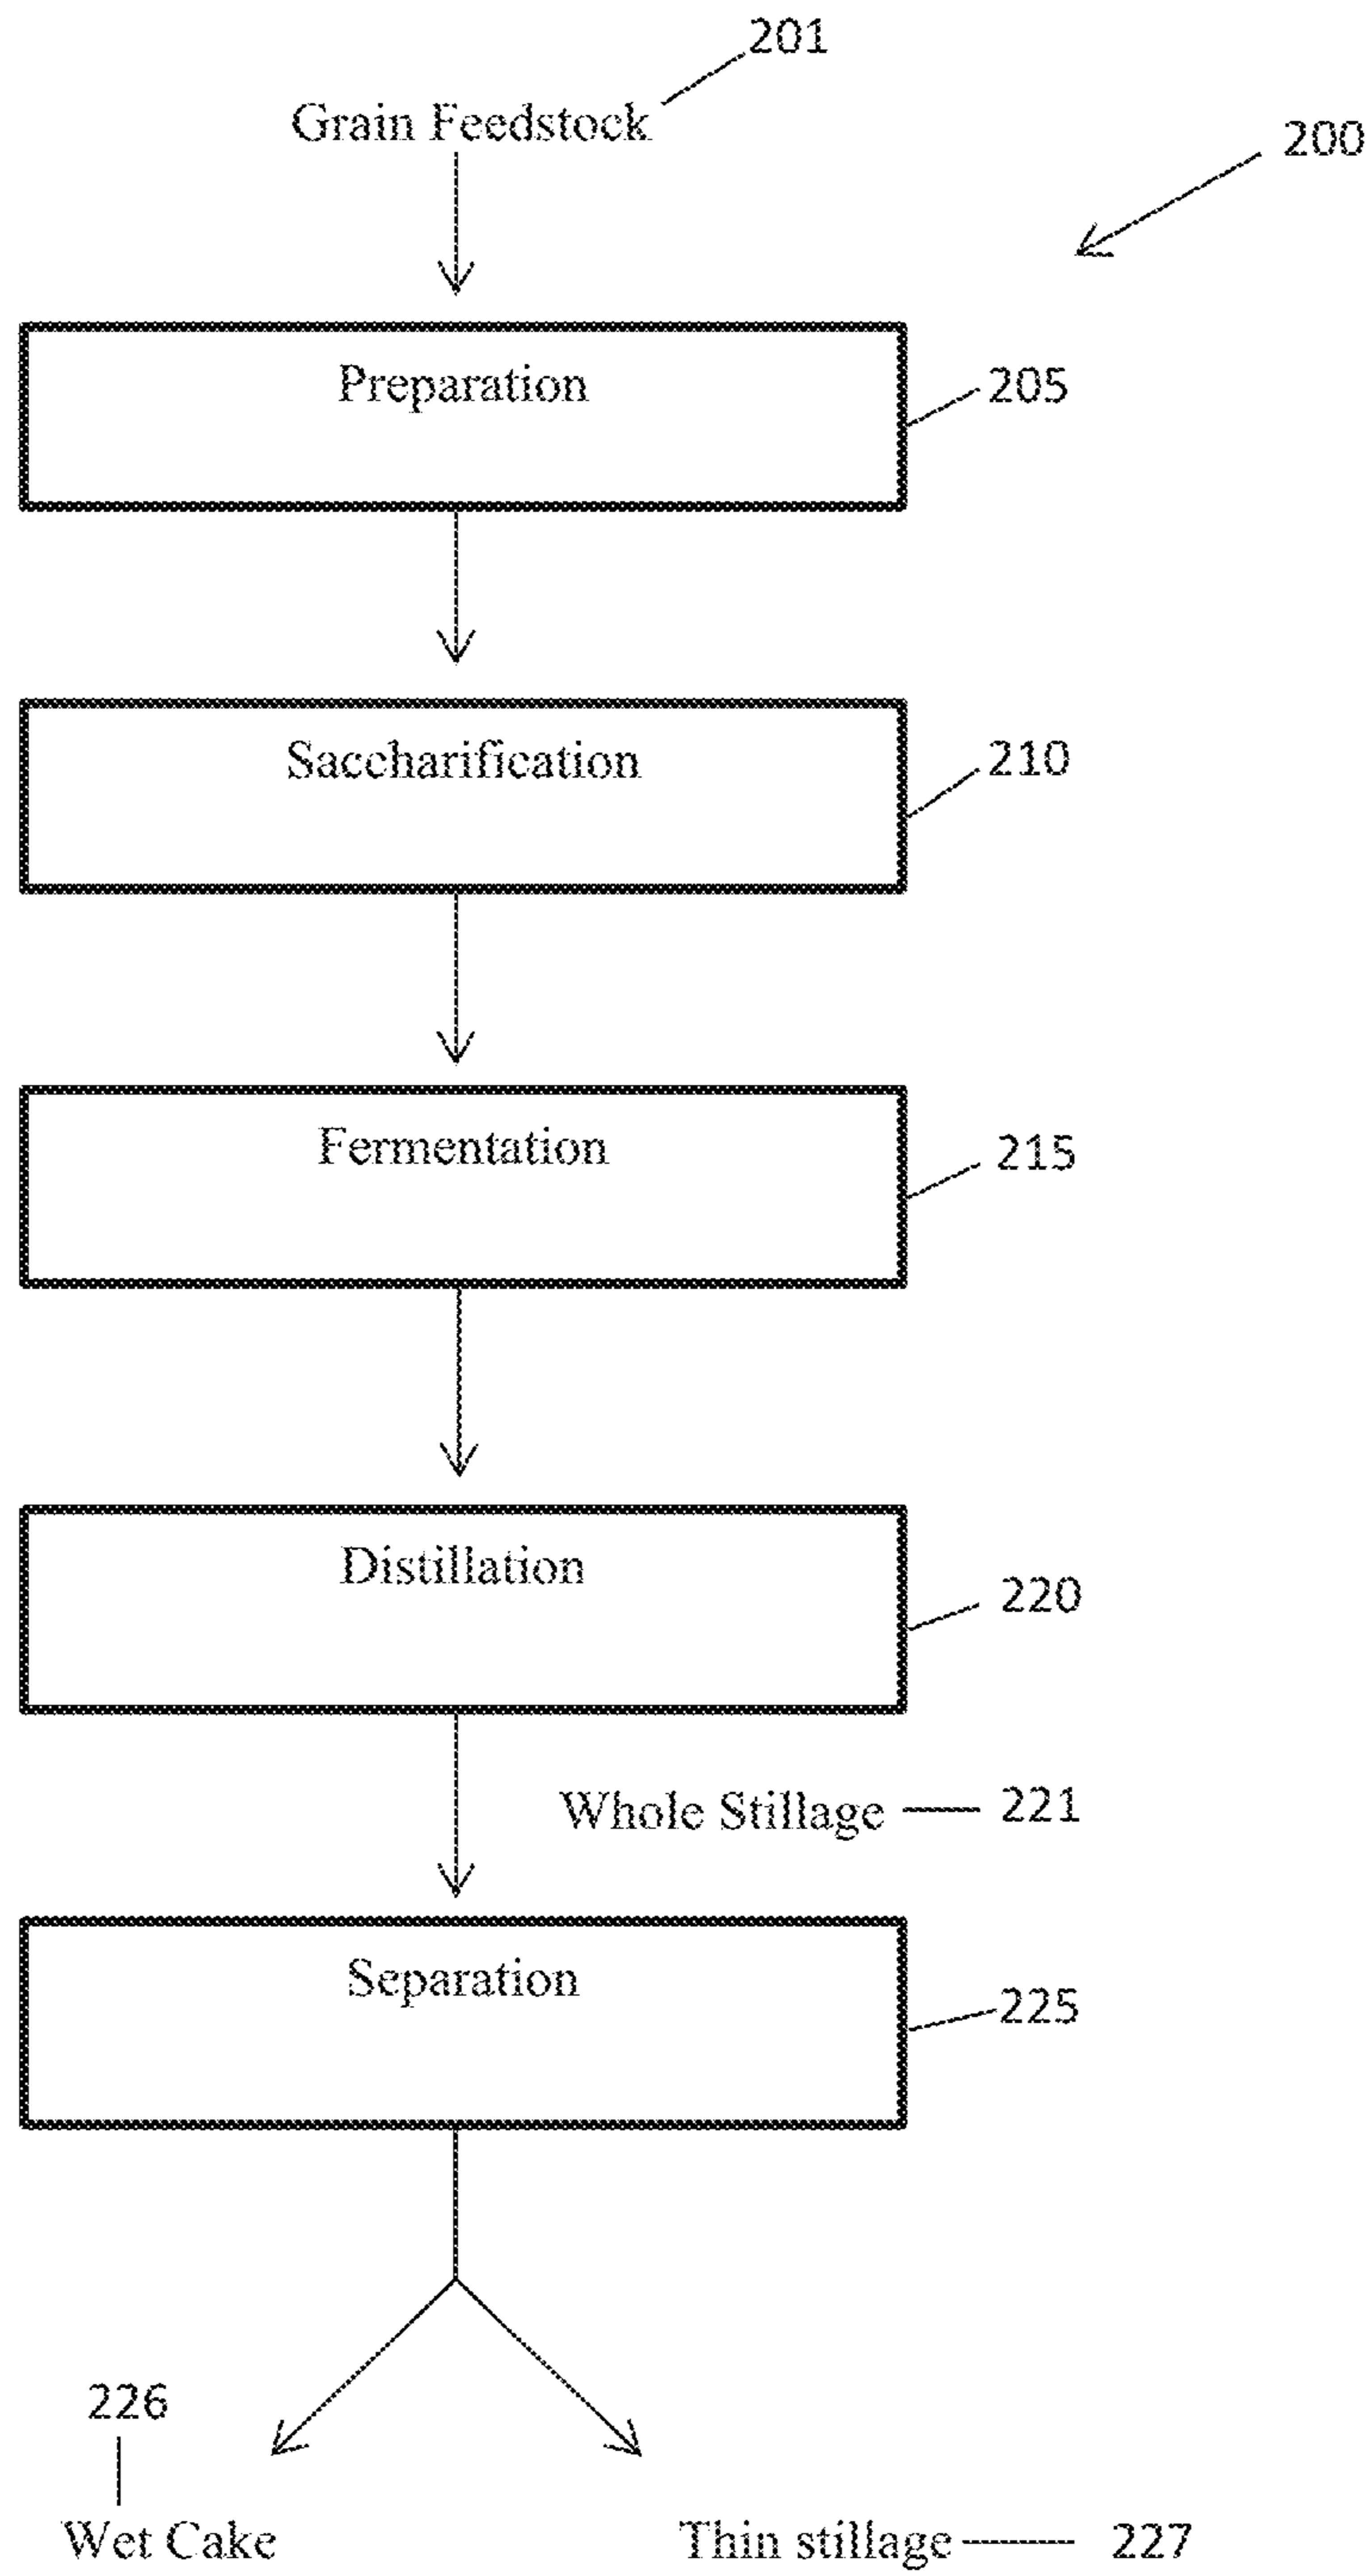 201
Grain Feedstock
200
Preparation
205
Saccharification
210
Fermentation
215
Distillation
220
Whole Stillage
221
Separation
225
226
Wet Cake
Thin stillage
227